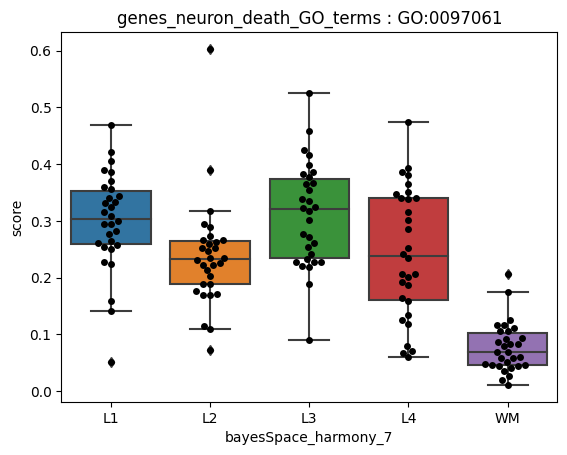 genes_neuron_death_GO_terms : GO:0097061
0.6
0.5
0.4
0.3
0.2
0.1
0.0
score
L1 L2 L3 L4 WM
bayesSpace_harmony_7